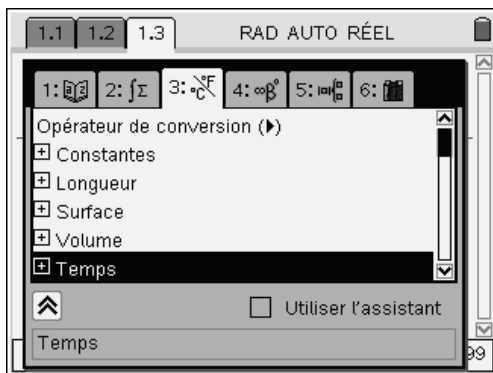 1.1 1.2 1.3 RAD AUTO RÉEL
1: 2: ∫Σ 3: °C°F 4: ∞β° 5: 6:
Opérateur de conversion (▶)
Constantes
Longueur
Surface
Volume
Temps
Utiliser l'assistant
Temps
99